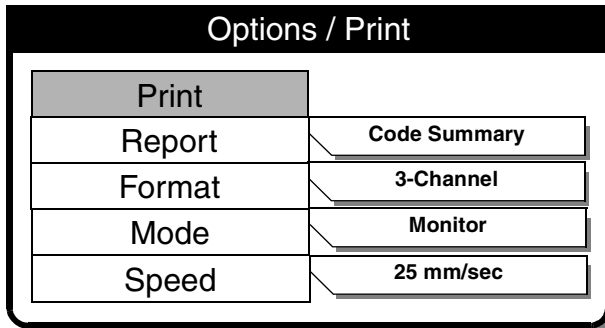 Options / Print
Print
Report Code Summary
Format 3-Channel
Mode Monitor
Speed 25 mm/sec